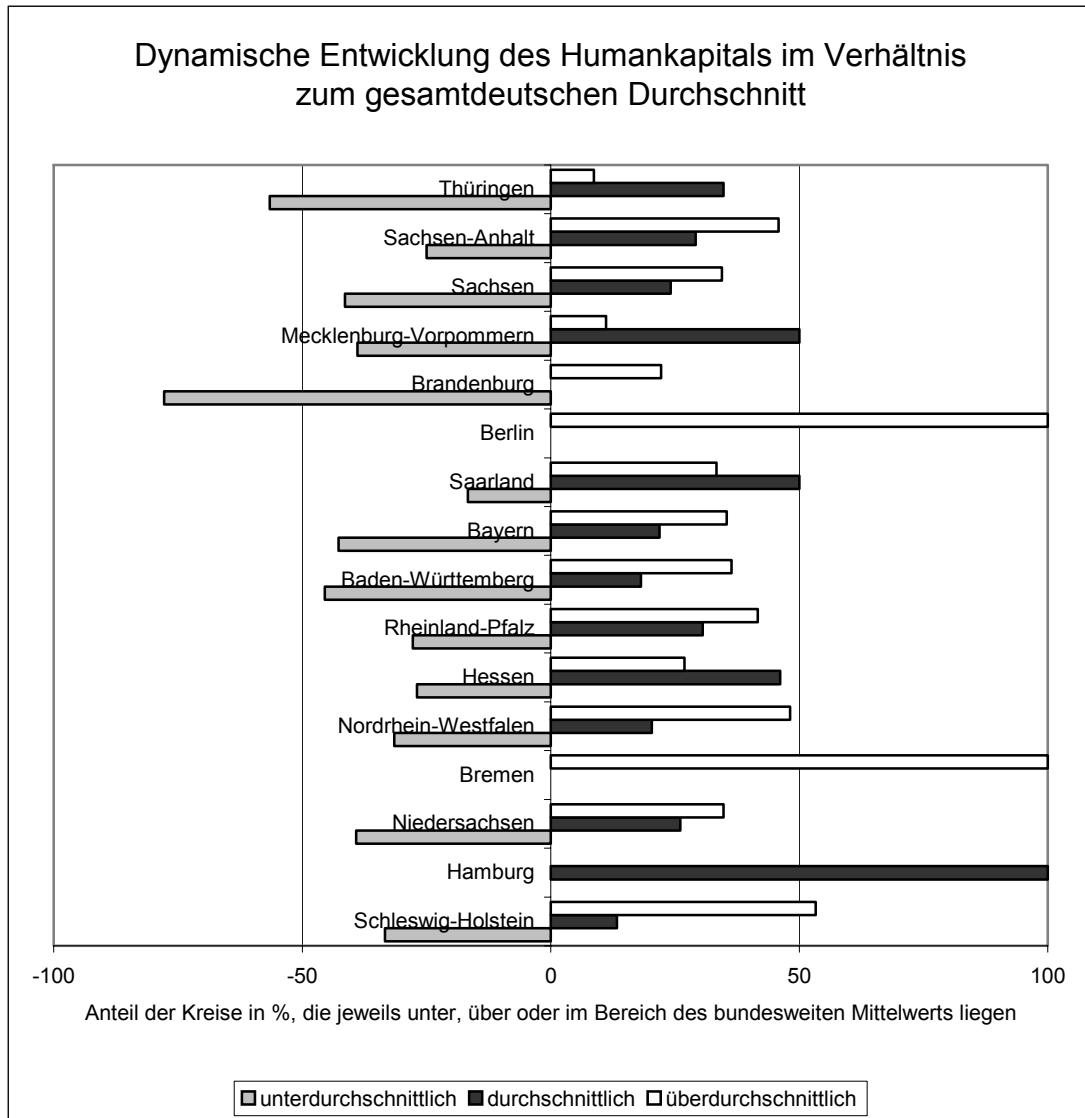 Dynamische Entwicklung des Humankapitals im Verhältnis
zum gesamtdeutschen Durchschnitt
Thüringen
Sachsen-Anhalt
Sachsen
Mecklenburg-Vorpommern
Brandenburg
Berlin
Saarland
Bayern
Baden-Württemberg
Rheinland-Pfalz
Hessen
Nordrhein-Westfalen
Bremen
Niedersachsen
Hamburg
Schleswig-Holstein
-100 -50 0 50 100
Anteil der Kreise in %, die jeweils unter, über oder im Bereich des bundesweiten Mittelwerts liegen
unterdurchschnittlich durchschnittlich überdurchschnittlich